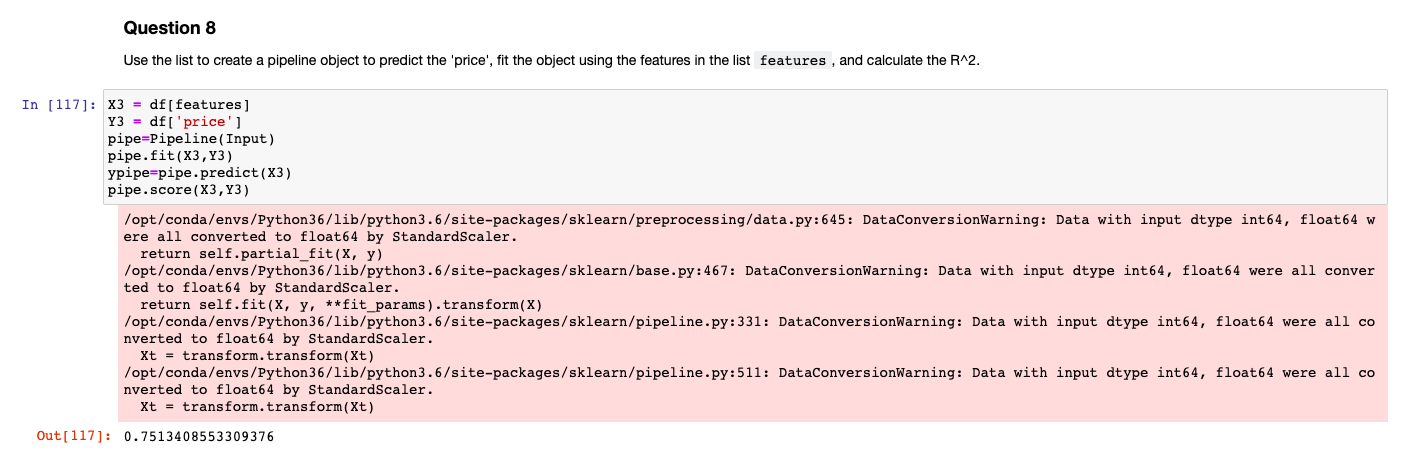 Question 8
Use the list to create a pipeline object to predict the 'price', fit the object using the features in the list features , and calculate the R^2.
In [117]: X3 = df[features]
Y3 = df['price']
pipe=Pipeline(Input)
pipe.fit(X3,Y3)
ypipe=pipe.predict(X3)
pipe.score(X3,Y3)
/opt/conda/envs/Python36/lib/python3.6/site-packages/sklearn/preprocessing/data.py:645: DataConversionWarning: Data with input dtype int64, float64 w
ere all converted to float64 by StandardScaler.
  return self.partial_fit(X, y)
/opt/conda/envs/Python36/lib/python3.6/site-packages/sklearn/base.py:467: DataConversionWarning: Data with input dtype int64, float64 were all conver
ted to float64 by StandardScaler.
  return self.fit(X, y, **fit_params).transform(X)
/opt/conda/envs/Python36/lib/python3.6/site-packages/sklearn/pipeline.py:331: DataConversionWarning: Data with input dtype int64, float64 were all co
nverted to float64 by StandardScaler.
  Xt = transform.transform(Xt)
/opt/conda/envs/Python36/lib/python3.6/site-packages/sklearn/pipeline.py:511: DataConversionWarning: Data with input dtype int64, float64 were all co
nverted to float64 by StandardScaler.
  Xt = transform.transform(Xt)
Out[117]: 0.7513408553309376